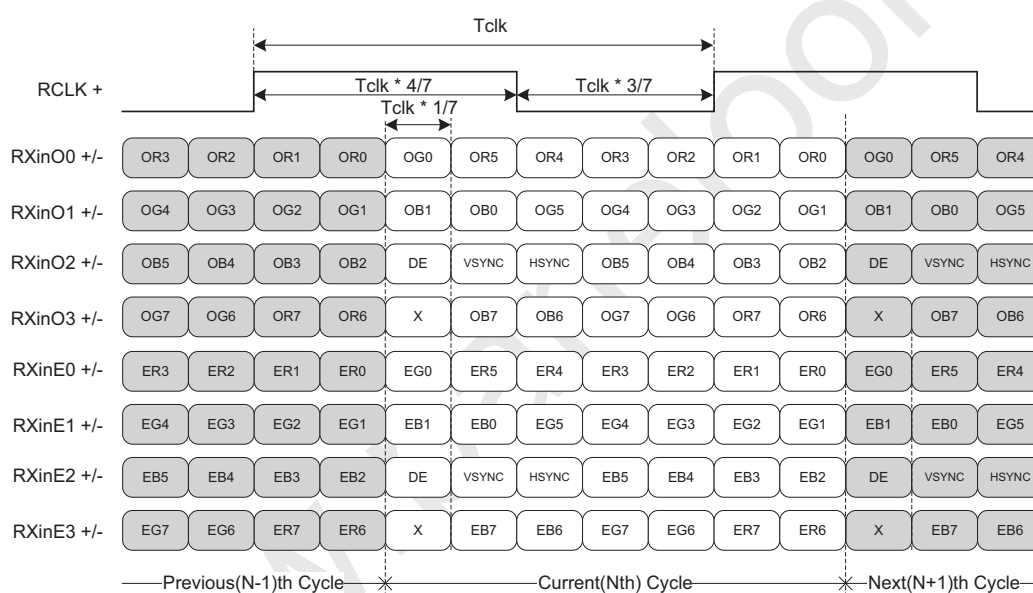 Tclk
RCLK +
Tclk * 4/7 Tclk * 3/7
Tclk * 1/7
RXinO0 +/- OR3 OR2 OR1 OR0 OG0 OR5 OR4 OR3 OR2 OR1 OR0 OG0 OR5 OR4
RXinO1 +/- OG4 OG3 OG2 OG1 OB1 OB0 OG5 OG4 OG3 OG2 OG1 OB1 OB0 OG5
RXinO2 +/- OB5 OB4 OB3 OB2 DE VSYNC HSYNC OB5 OB4 OB3 OB2 DE VSYNC HSYNC
RXinO3 +/- OG7 OG6 OR7 OR6 X OB7 OB6 OG7 OG6 OR7 OR6 X OB7 OB6
RXinE0 +/- ER3 ER2 ER1 ER0 EG0 ER5 ER4 ER3 ER2 ER1 ER0 EG0 ER5 ER4
RXinE1 +/- EG4 EG3 EG2 EG1 EB1 EB0 EG5 EG4 EG3 EG2 EG1 EB1 EB0 EG5
RXinE2 +/- EB5 EB4 EB3 EB2 DE VSYNC HSYNC EB5 EB4 EB3 EB2 DE VSYNC HSYNC
RXinE3 +/- EG7 EG6 ER7 ER6 X EB7 EB6 EG7 EG6 ER7 ER6 X EB7 EB6
Previous(N-1)th Cycle Current(Nth) Cycle Next(N+1)th Cycle